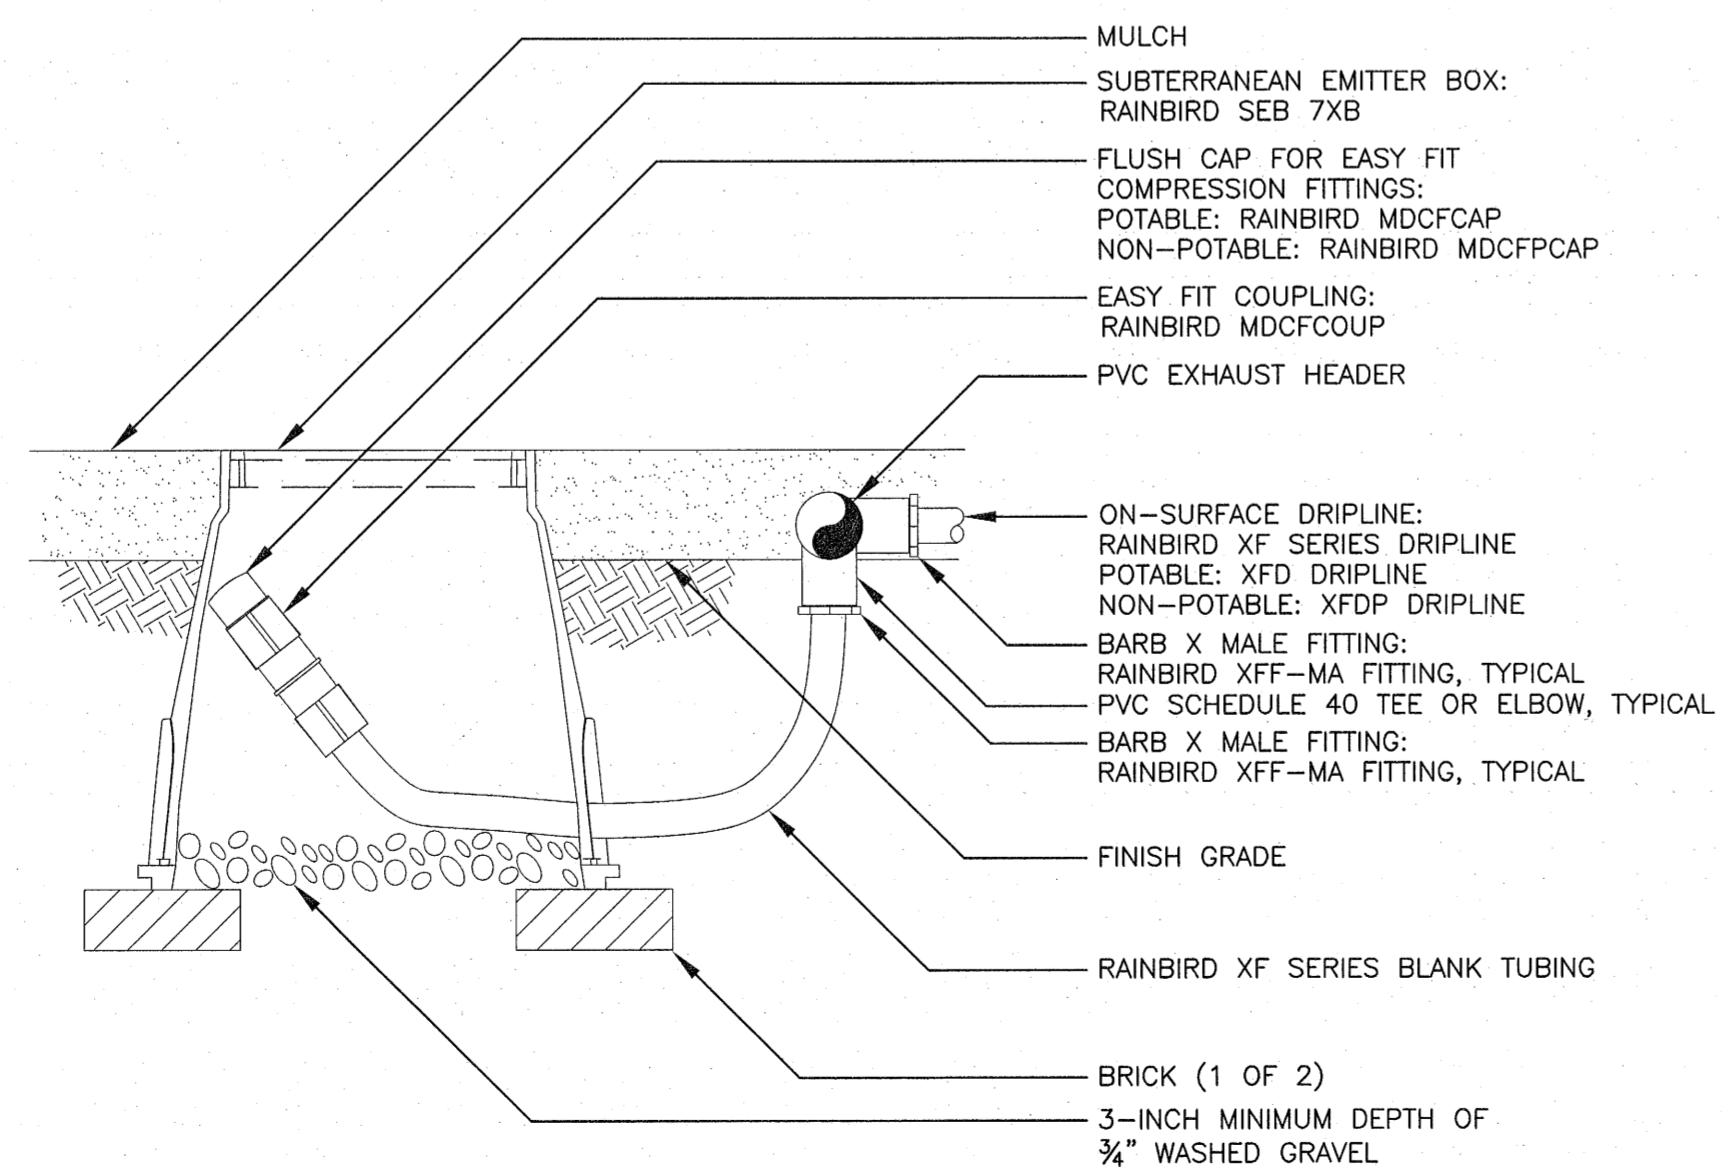 MULCH
SUBTERRANEAN EMITTER BOX:
RAINBIRD SEB 7XB
FLUSH CAP FOR EASY FIT
COMPRESSION FITTINGS:
POTABLE: RAINBIRD MDCFCAP
NON-POTABLE: RAINBIRD MDCFPCAP
EASY FIT COUPLING:
RAINBIRD MDCFCOUP
PVC EXHAUST HEADER
ON-SURFACE DRIPLINE:
RAINBIRD XF SERIES DRIPLINE
POTABLE: XFD DRIPLINE
NON-POTABLE: XFDP DRIPLINE
BARB X MALE FITTING:
RAINBIRD XFF-MA FITTING, TYPICAL
PVC SCHEDULE 40 TEE OR ELBOW, TYPICAL
BARB X MALE FITTING:
RAINBIRD XFF-MA FITTING, TYPICAL
FINISH GRADE
RAINBIRD XF SERIES BLANK TUBING
BRICK (1 OF 2)
3-INCH MINIMUM DEPTH OF
¾" WASHED GRAVEL